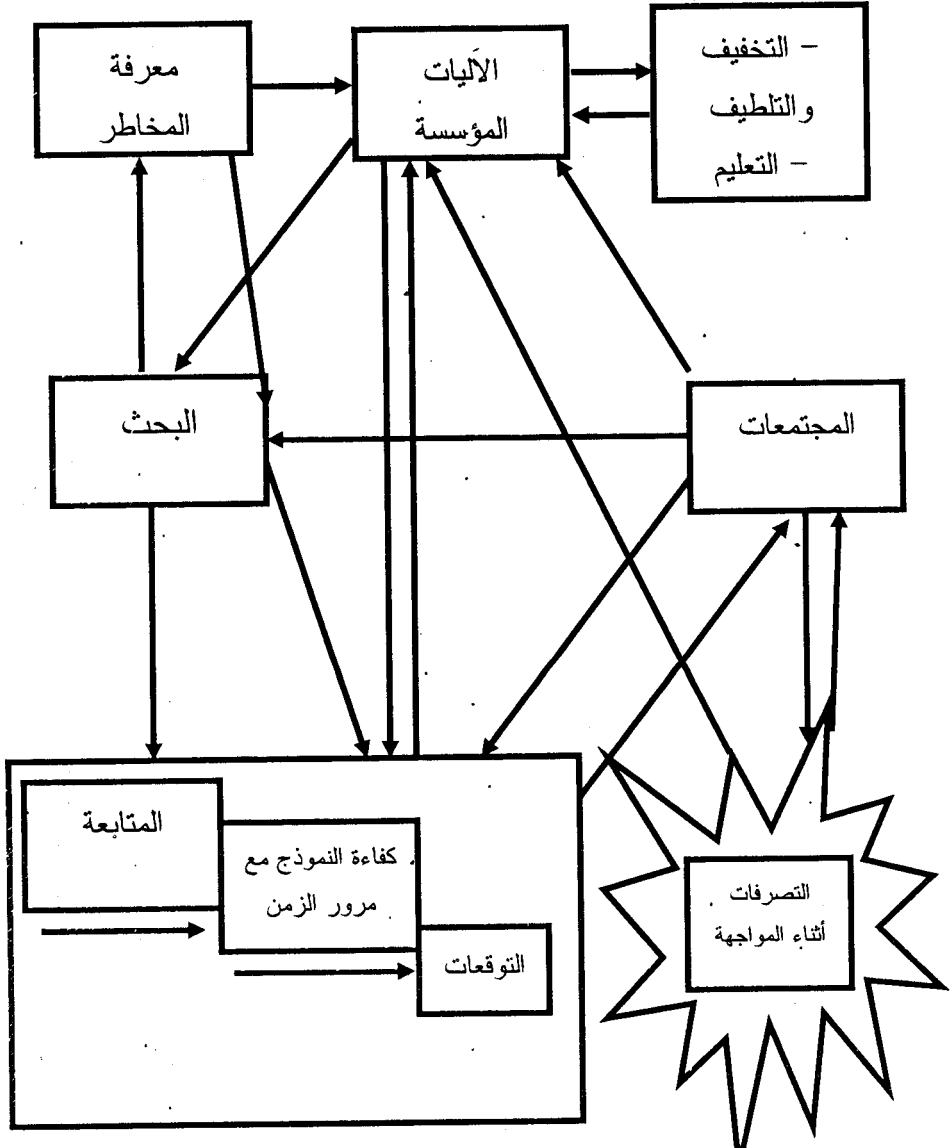 معرفة
المخاطر
الآليات
المؤسسة
– التخفيف
والتلطيف
– التعليم
البحث
المجتمعات
المتابعة
كفاءة النموذج مع
مرور الزمن
التوقعات
التصرفات
أثناء المواجهة